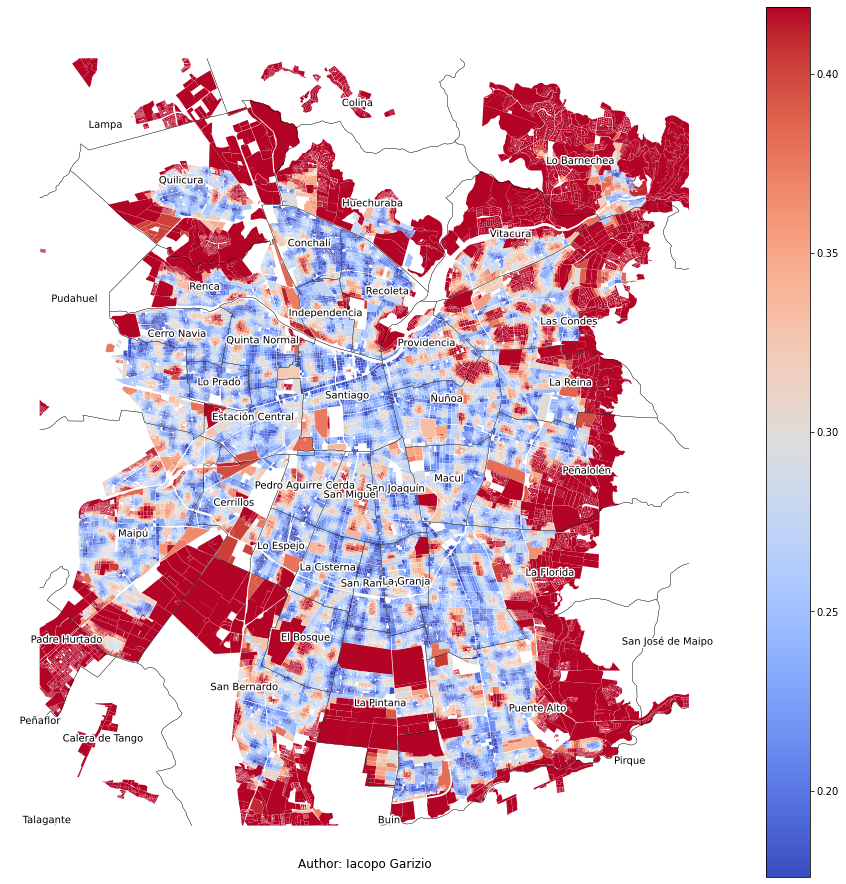 0.40
Colina
Lampa
Lo Barnechea
Quilicura
Huechuraba
Vitacura
Conchalí
0.35
Renca
Recoleta
Pudahuel
Independencia
Las Condes
Cerro Navia
Quinta Normal
Providencia
Lo Prado
La Reina
Santiago
Ñuñoa
Estación Central
0.30
Peñalolén
Macul
Pedro Aguirre Cerda
San Joaquín
San Miguel
Cerrillos
Maipú
Lo Espejo
La Cisterna
La Florida
San Ramón
La Granja
0.25
El Bosque
Padre Hurtado
San José de Maipo
San Bernardo
La Pintana
Puente Alto
Peñaflor
Calera de Tango
Pirque
0.20
Talagante
Buin
Author: Iacopo Garizio